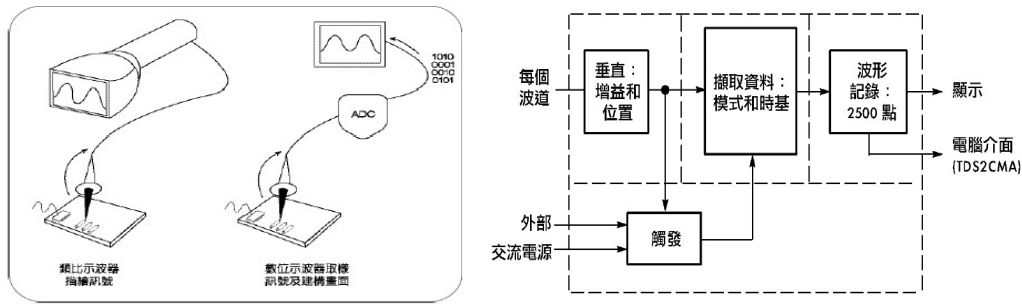 1010
0001
0010
0101
ADC
類比示波器
描繪訊號
數位示波器取樣
訊號及建構畫面
每個
波道
垂直：
增益和
位置
擷取資料：
模式和時基
波形
記錄：
2500 點
顯示
電腦介面
(TDS2CMA)
外部
交流電源
觸發